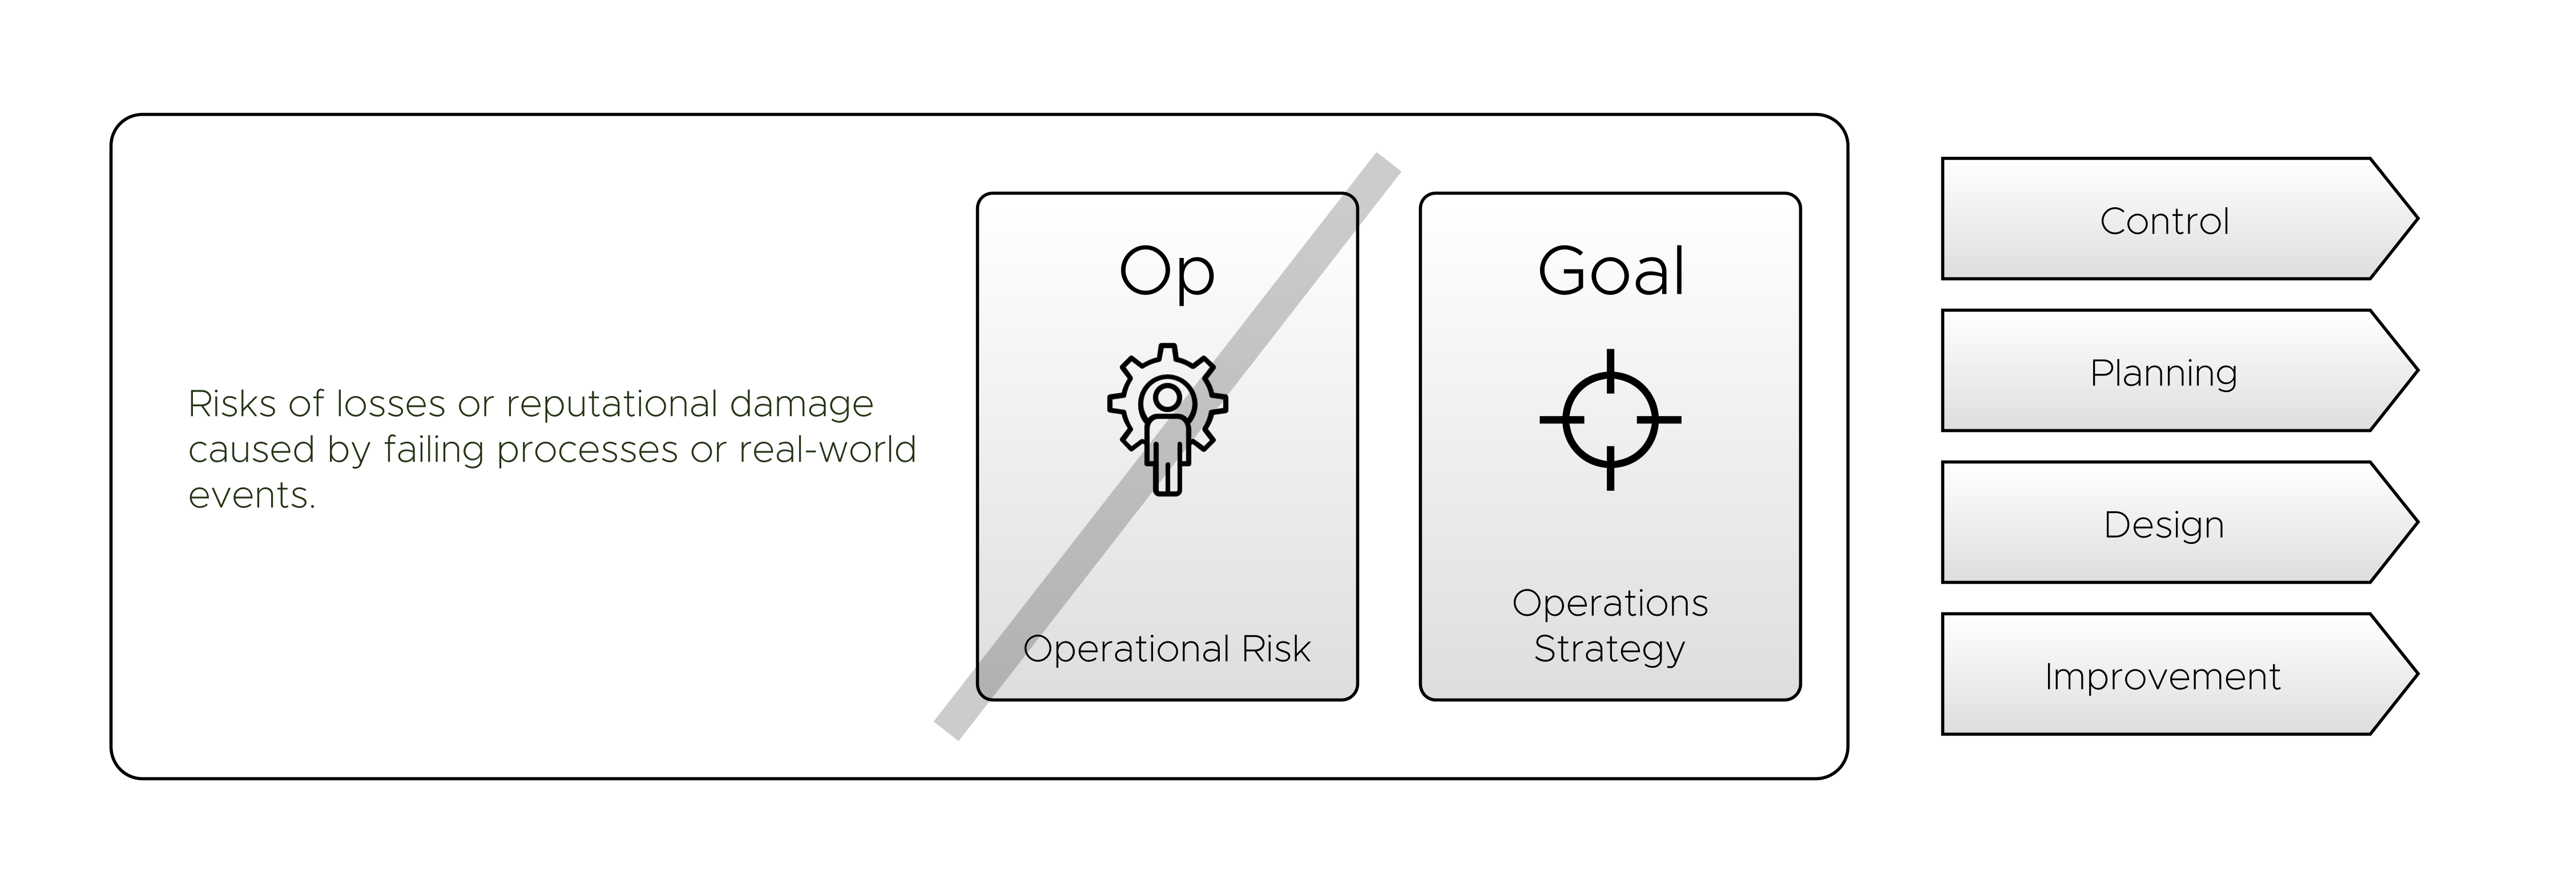 Risks of losses or reputational damage
caused by failing processes or real-world
events.
Op
Operational Risk
Goal
Operations
Strategy
Control
Planning
Design
Improvement